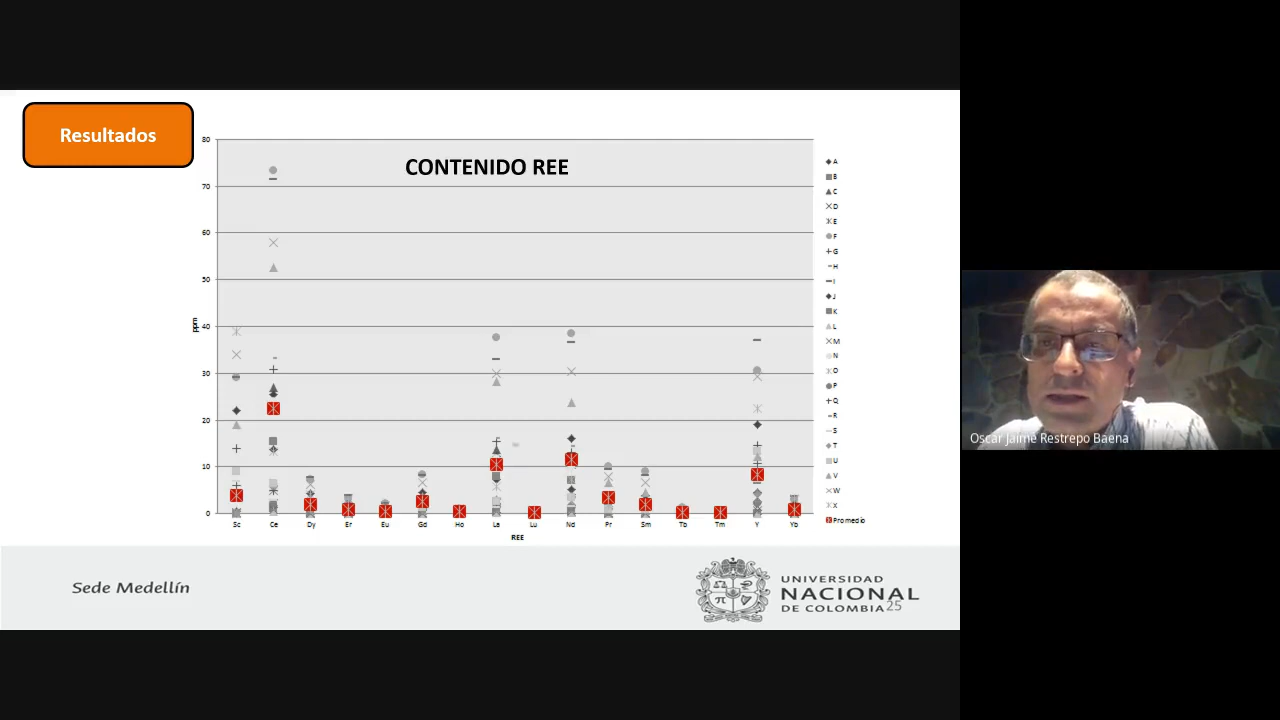 Resultados
CONTENIDO REE
80
70
60
50
40
30
20
10
0
ppm
Sc Ce Dy Er Eu Gd Ho La Lu Nd Pr Sm Tb Tm Y Yb
REE
A
B
C
D
E
F
G
H
I
J
K
L
M
N
O
P
Q
R
S
T
U
V
W
X
Promedio
Oscar Jaime Restrepo Baena
Sede Medellín
UNIVERSIDAD
NACIONAL
DE COLOMBIA
25